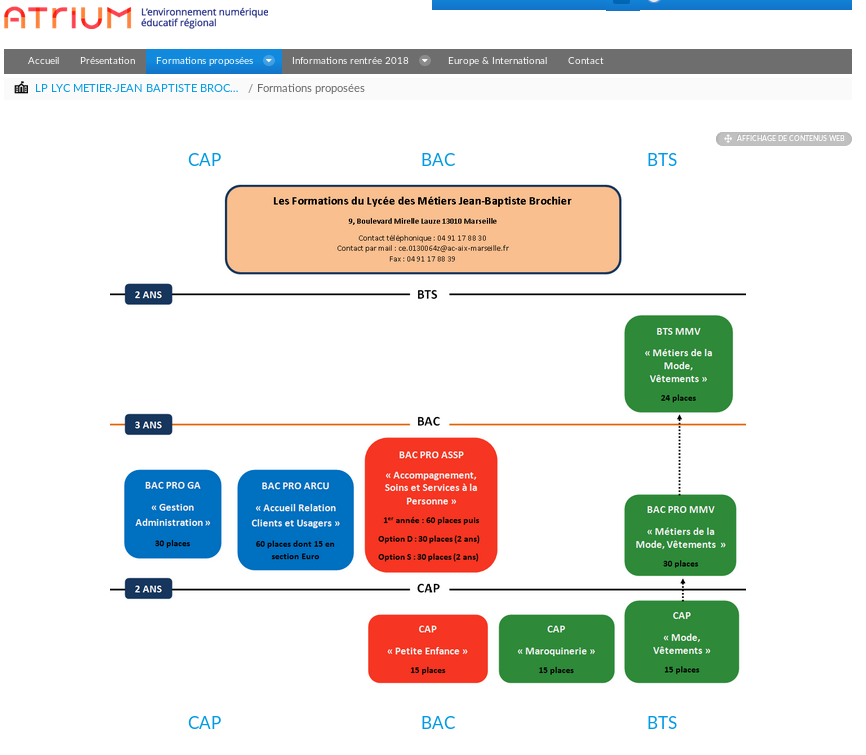 ATRIUM
L'environnement numérique
éducatif régional
Accueil Présentation Formations proposées Informations rentrée 2018 Europe & International Contact
LP LYC METIER-JEAN BAPTISTE BROC... / Formations proposées
AFFICHAGE DE CONTENUS WEB
CAP BAC BTS
Les Formations du Lycée des Métiers Jean-Baptiste Brochier
9, Boulevard Mirelle Lauze 13010 Marseille
Contact téléphonique : 04 91 17 88 30
Contact par mail : ce.0130064z@ac-aix-marseille.fr
Fax : 04 91 17 88 39
2 ANS BTS
BTS MMV
« Métiers de la
Mode,
Vêtements »
24 places
3 ANS BAC
BAC PRO GA
« Gestion
Administration »
30 places
BAC PRO ARCU
« Accueil Relation
Clients et Usagers »
60 places dont 15 en
section Euro
BAC PRO ASSP
« Accompagnement,
Soins et Services à la
Personne »
1er année : 60 places puis
Option D : 30 places (2 ans)
Option S : 30 places (2 ans)
BAC PRO MMV
« Métiers de la
Mode, Vêtements »
30 places
2 ANS CAP
CAP
« Petite Enfance »
15 places
CAP
« Maroquinerie »
15 places
CAP
« Mode,
Vêtements »
15 places
CAP BAC BTS